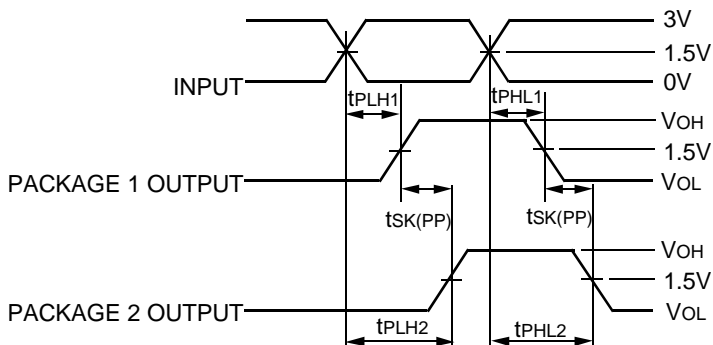 3V
1.5V
INPUT
0V
tPLH1
tPHL1
VOH
1.5V
PACKAGE 1 OUTPUT
VOL
tSK(PP)
tSK(PP)
VOH
1.5V
PACKAGE 2 OUTPUT
VOL
tPLH2
tPHL2